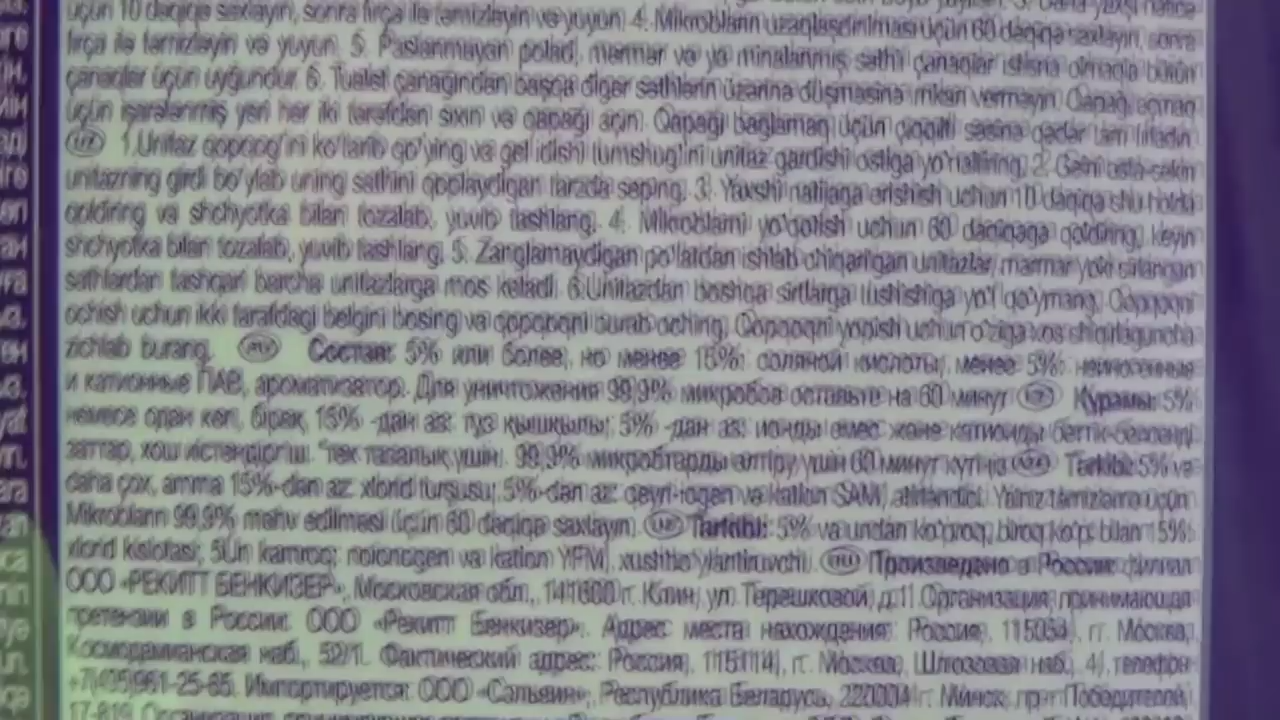 üçün 10 dəqiqə saxlayın, sonra fırça ilə təmizləyin və yuyun. 4. Mikrobların uzaqlaşdırılması üçün 60 dəqiqə saxlayın, sonra
fırça ilə təmizləyin və yuyun. 5. Paslanmayan polad, mərmər və ya minalanmış səthli çanaqlar istisna olmaqla bütün
çanaqlar üçün uyğundur. 6. Tualet çanağından başqa digər səthlərin üzərinə düşməsinə imkan verməyin. Qapağı açmaq
üçün işarələnmiş yeri hər iki tərəfdən sıxın və qapağı açın. Qapağı bağlamaq üçün səsinə qədər
UZ 1.Unitaz qopqog'ini ko'tarib qo'ying va gel idishi tumshug'ini unitaz gardishi ostiga yo'naltiring. 2. Gelni asta-sekin
unitazning girdi bo'ylab uning sathini qoplaydigan tarzda seping. 3. Yaxshi natijaga erishish uchun 10 daqiqa shu holda
qoldiring va shchyotka bilan tozalab, yuvib tashlang. 4. Mikroblarni yo'qotish uchun 60 daqiqaga qoldiring, keyin
shchyotka bilan tozalab, yuvib tashlang. 5. Zanglamaydigan po'latdan ishlab chiqarilgan unitazlar, marmar yoki sirlangan
sathlardan tashqari barcha unitazlarga mos keladi. 6.Unitazdan boshqa sirtlarga tushishiga yo'l qo'ymang. Qopqoqni
ochish uchun ikki tarafdagi belgini bosing va qopqoqni burab oching. Qopqoqni yopish uchun o'ziga xos shiqirlaguncha
zichlab burang. RU Состав: 5% или более, но менее 15%: соляной кислоты; менее 5%: неионогенные
и катионные ПАВ, ароматизатор. Для уничтожения 99,9% микробов оставьте на 60 минут KZ Құрамы: 5%
немесе одан көп, бірақ, 15% -дан аз: тұз қышқылы; 5% -дан аз: ионды емес және катионды беттік-белсенді
заттар, хош иістендіргіш. *тек тазалық үшін. 99,9% микробтарды өлтіру үшін 60 минут күтіңіз AZ Tərkibi: 5% və
daha çox, amma 15%-dən az: xlorid turşusu; 5%-dən az: qeyri-iogen və kation SAM, ətirləndirici. Yalnız təmizləmə üçün.
Mikrobların 99,9% məhv edilməsi üçün 60 dəqiqə saxlayın. UZ Tarkibi: 5% va undan ko'proq, biroq ko'pi bilan 15%:
xlorid kislotasi; 5%dan kamroq: noionogen va kation YFM, xushbo'ylantiruvchi. RU Произведено в России: филиал
ООО «РЕКИТТ БЕНКИЗЕР», Московская обл., 141600 г. Клин, ул. Терешковой, д.11. Организация, принимающая
претензии в России: ООО «Рекитт Бенкизер». Адрес места нахождения: Россия, 115054, г. Москва,
Космодамианская наб., 52/1. Фактический адрес: Россия, 115114, г. Москва, Шлюзовая наб., 4, телефон
+7(495)961-25-65. Импортируется: ООО «Сальвин», Республика Беларусь, 220004 г. Минск, пр-т Победителей,
17-819.